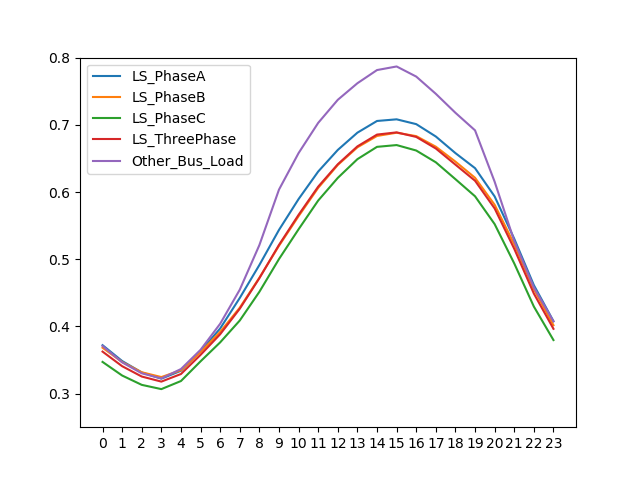 0.8
0.7
0.6
0.5
0.4
0.3
LS_PhaseA
LS_PhaseB
LS_PhaseC
LS_ThreePhase
Other_Bus_Load
0 1 2 3 4 5 6 7 8 9 10 11 12 13 14 15 16 17 18 19 20 21 22 23